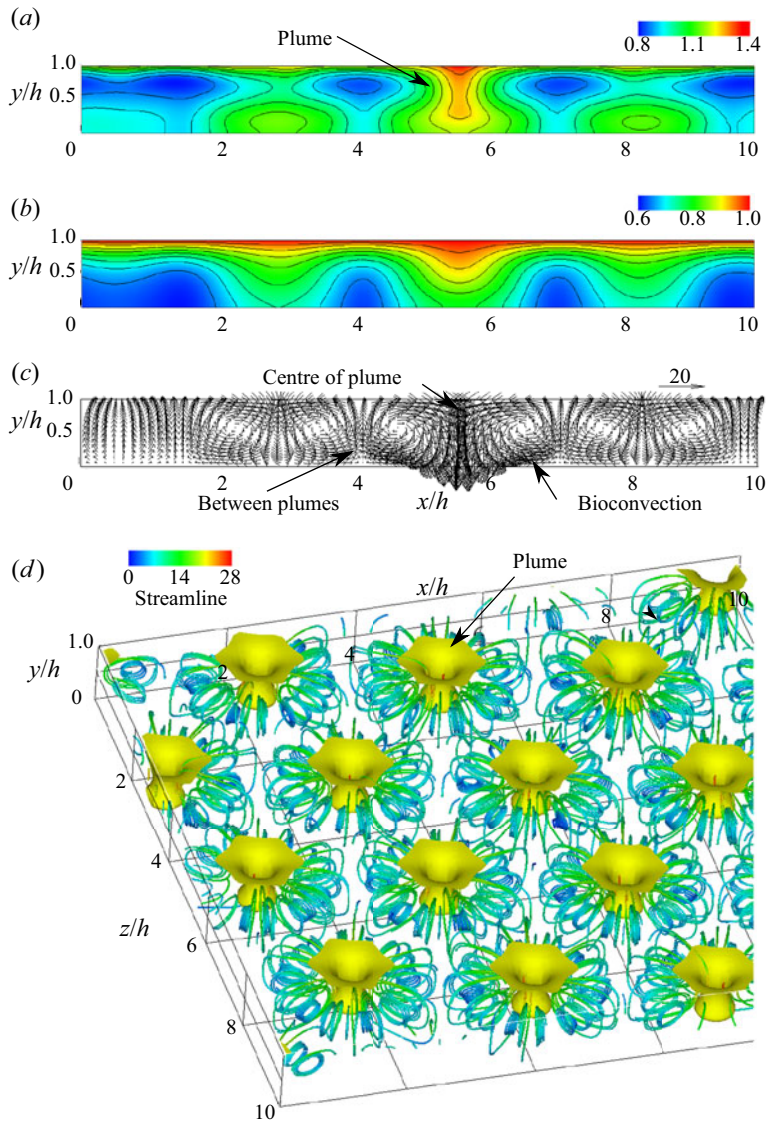 (a)
Plume
0.8 1.1 1.4
1.0
y/h 0.5
0 2 4 6 8 10
(b)
0.6 0.8 1.0
1.0
y/h 0.5
0 2 4 6 8 10
(c)
Centre of plume
20
1.0
y/h 0.5
0 2 4 6 8 10
Between plumes
x/h
Bioconvection
(d)
0 14 28
Streamline
Plume
x/h
1.0
y/h
0
2 4 8 10
2
4
z/h
6
8
10